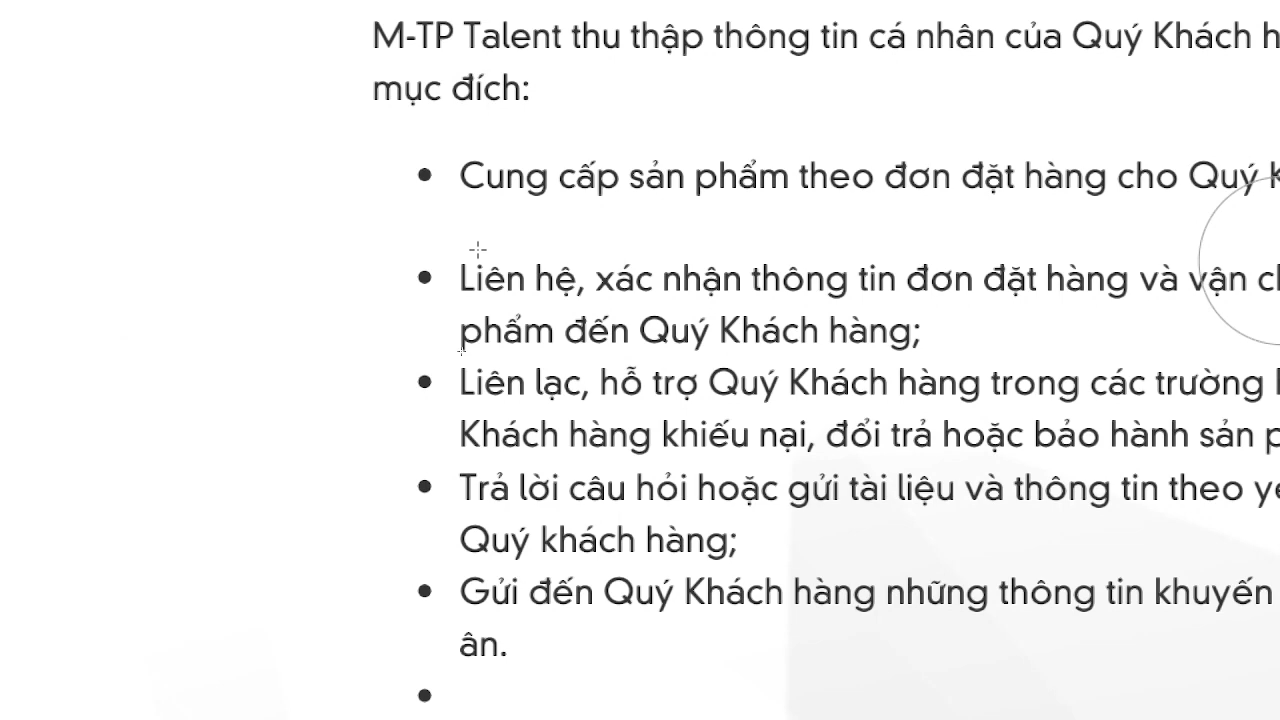 M-TP Talent thu thập thông tin cá nhân của Quý Khách
mục đích:
Cung cấp sản phẩm theo đơn đặt hàng cho Quý
Liên hệ, xác nhận thông tin đơn đặt hàng và vận
phẩm đến Quý Khách hàng;
Liên lạc, hỗ trợ Quý Khách hàng trong các trường
Khách hàng khiếu nại, đổi trả hoặc bảo hành sản
Trả lời câu hỏi hoặc gửi tài liệu và thông tin theo
Quý khách hàng;
Gửi đến Quý Khách hàng những thông tin khuyến
ân.